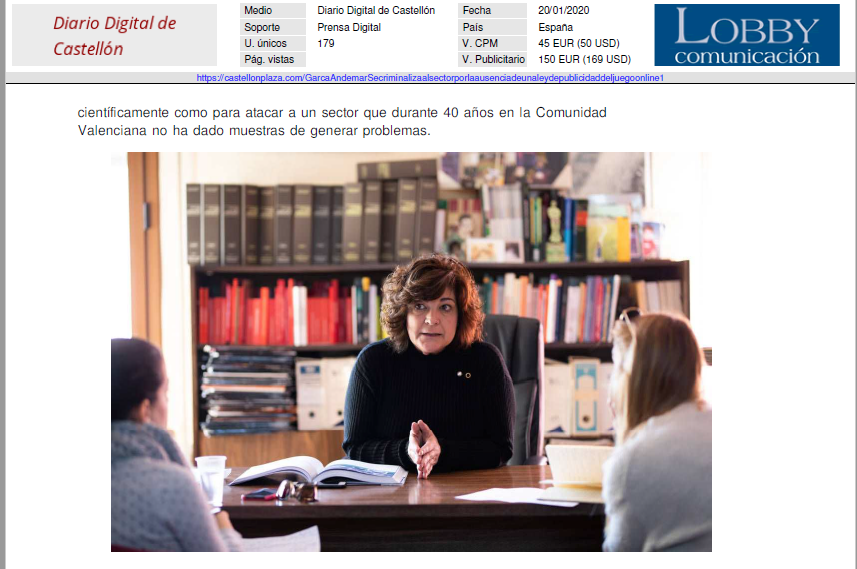 Diario Digital de
Castellón
Medio Diario Digital de Castellón
Soporte Prensa Digital
U. únicos 179
Pág. vistas
Fecha 20/01/2020
País España
V. CPM 45 EUR (50 USD)
V. Publicitario 150 EUR (169 USD)
LOBBY
comunicación
https://castellonplaza.com/GarcaAndemarSecriminalizaalsectorporlaausenciadeunaleydepublicidaddeljuegoonline1
científicamente como para atacar a un sector que durante 40 años en la Comunidad
Valenciana no ha dado muestras de generar problemas.